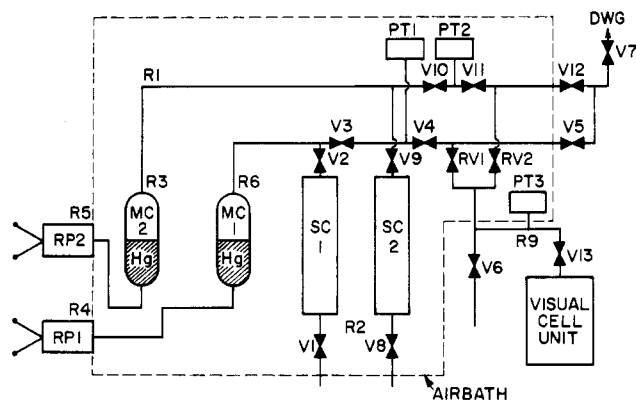 DWG
PT1
PT2
V7
R1
V10
V11
V12
V3
V4
V5
V2
V9
RV1
RV2
R3
R6
PT3
R5
MC
2
MC
1
SC
1
SC
2
R9
RP2
Hg
Hg
V13
R4
V6
RP1
R2
VISUAL
CELL
UNIT
V1
V8
AIRBATH